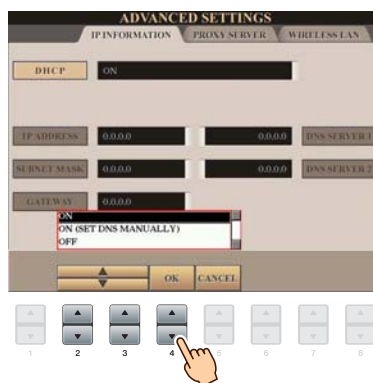 ADVANCED SETTINGS
IP INFORMATION PROXY SERVER WIRELESS LAN
DHCP ON
IP ADDRESS 0.0.0.0 0.0.0.0 DNS SERVER 1
SUBNET MASK 0.0.0.0 0.0.0.0 DNS SERVER 2
GATEWAY 0.0.0.0
ON
ON (SET DNS MANUALLY)
OFF
OK CANCEL
1 2 3 4 5 6 7 8